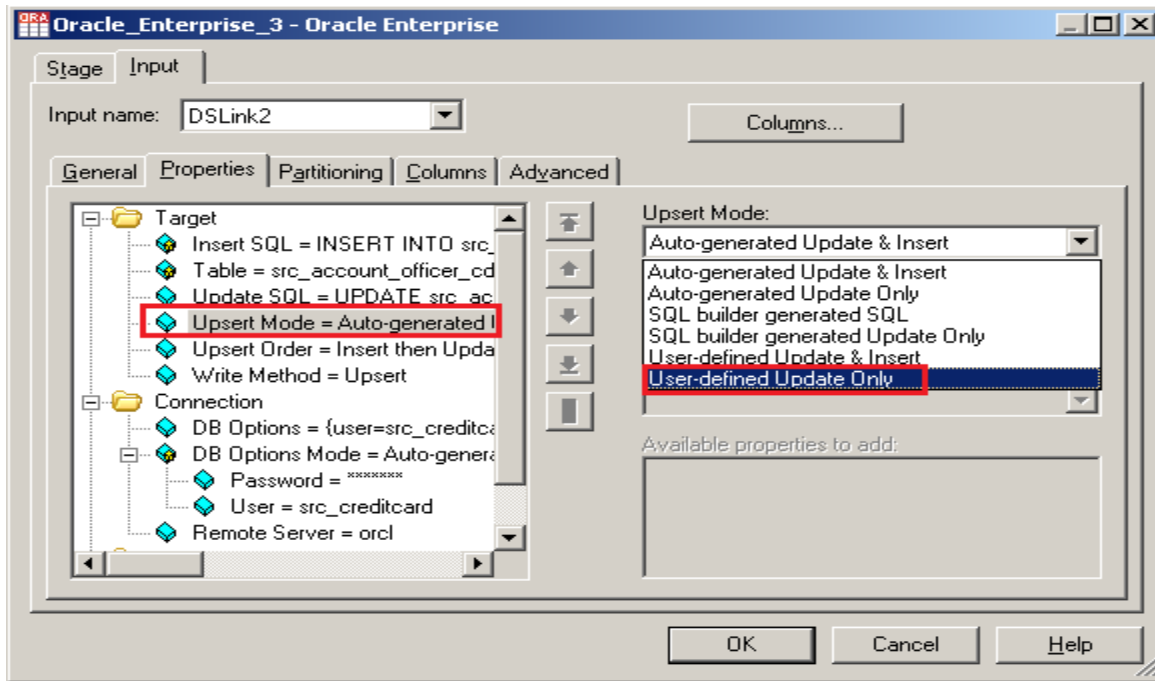 Oracle_Enterprise_3 - Oracle Enterprise
Stage Input
Input name: DSLink2 Columns...
General Properties Partitioning Columns Advanced
Target
Insert SQL = INSERT INTO src_
Table = src_account_officer_cd
Update SQL = UPDATE src_ac
Upsert Mode = Auto-generated
Upsert Order = Insert then Upda
Write Method = Upsert
Connection
DB Options = {user=src_creditca
DB Options Mode = Auto-genera
Password = *******
User = src_creditcard
Remote Server = orcl
Upsert Mode:
Auto-generated Update & Insert
Auto-generated Update & Insert
Auto-generated Update Only
SQL builder generated SQL
SQL builder generated Update Only
User-defined Update & Insert
User-defined Update Only
Available properties to add:
OK Cancel Help